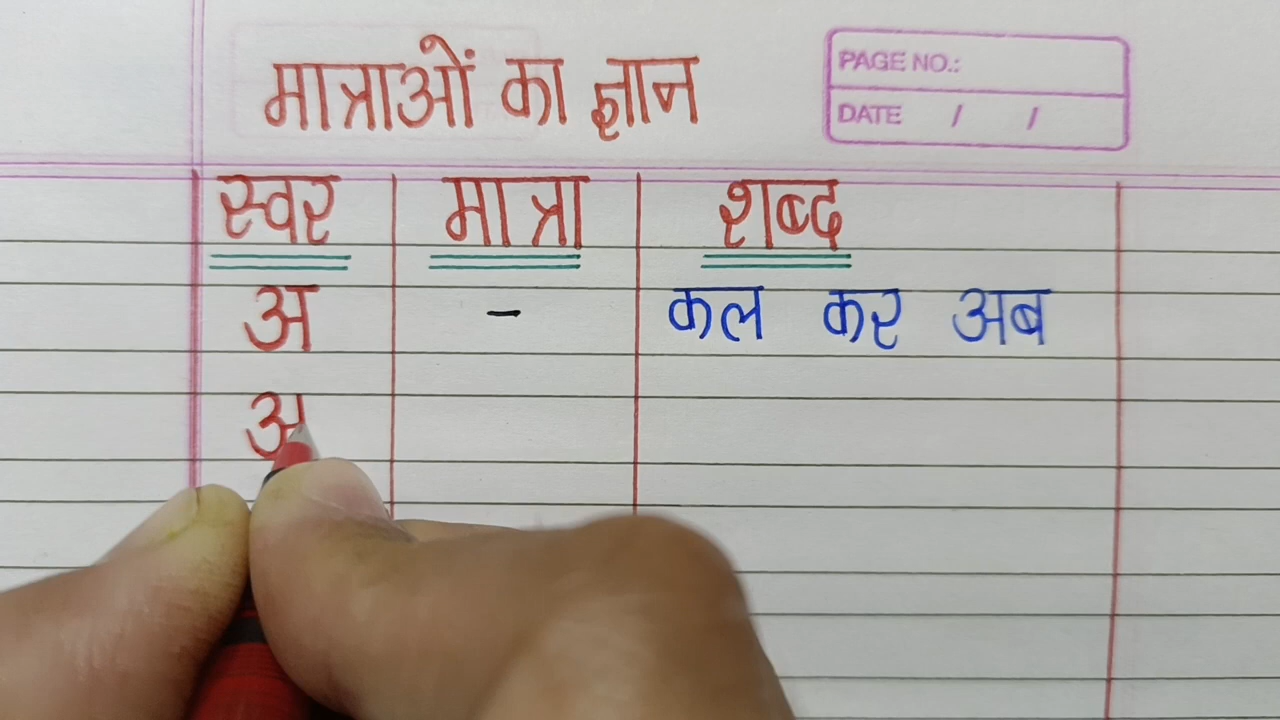 मात्राओं का ज्ञान
PAGE NO.:
DATE / /
स्वर मात्रा शब्द
अ - कल कर अब
अ